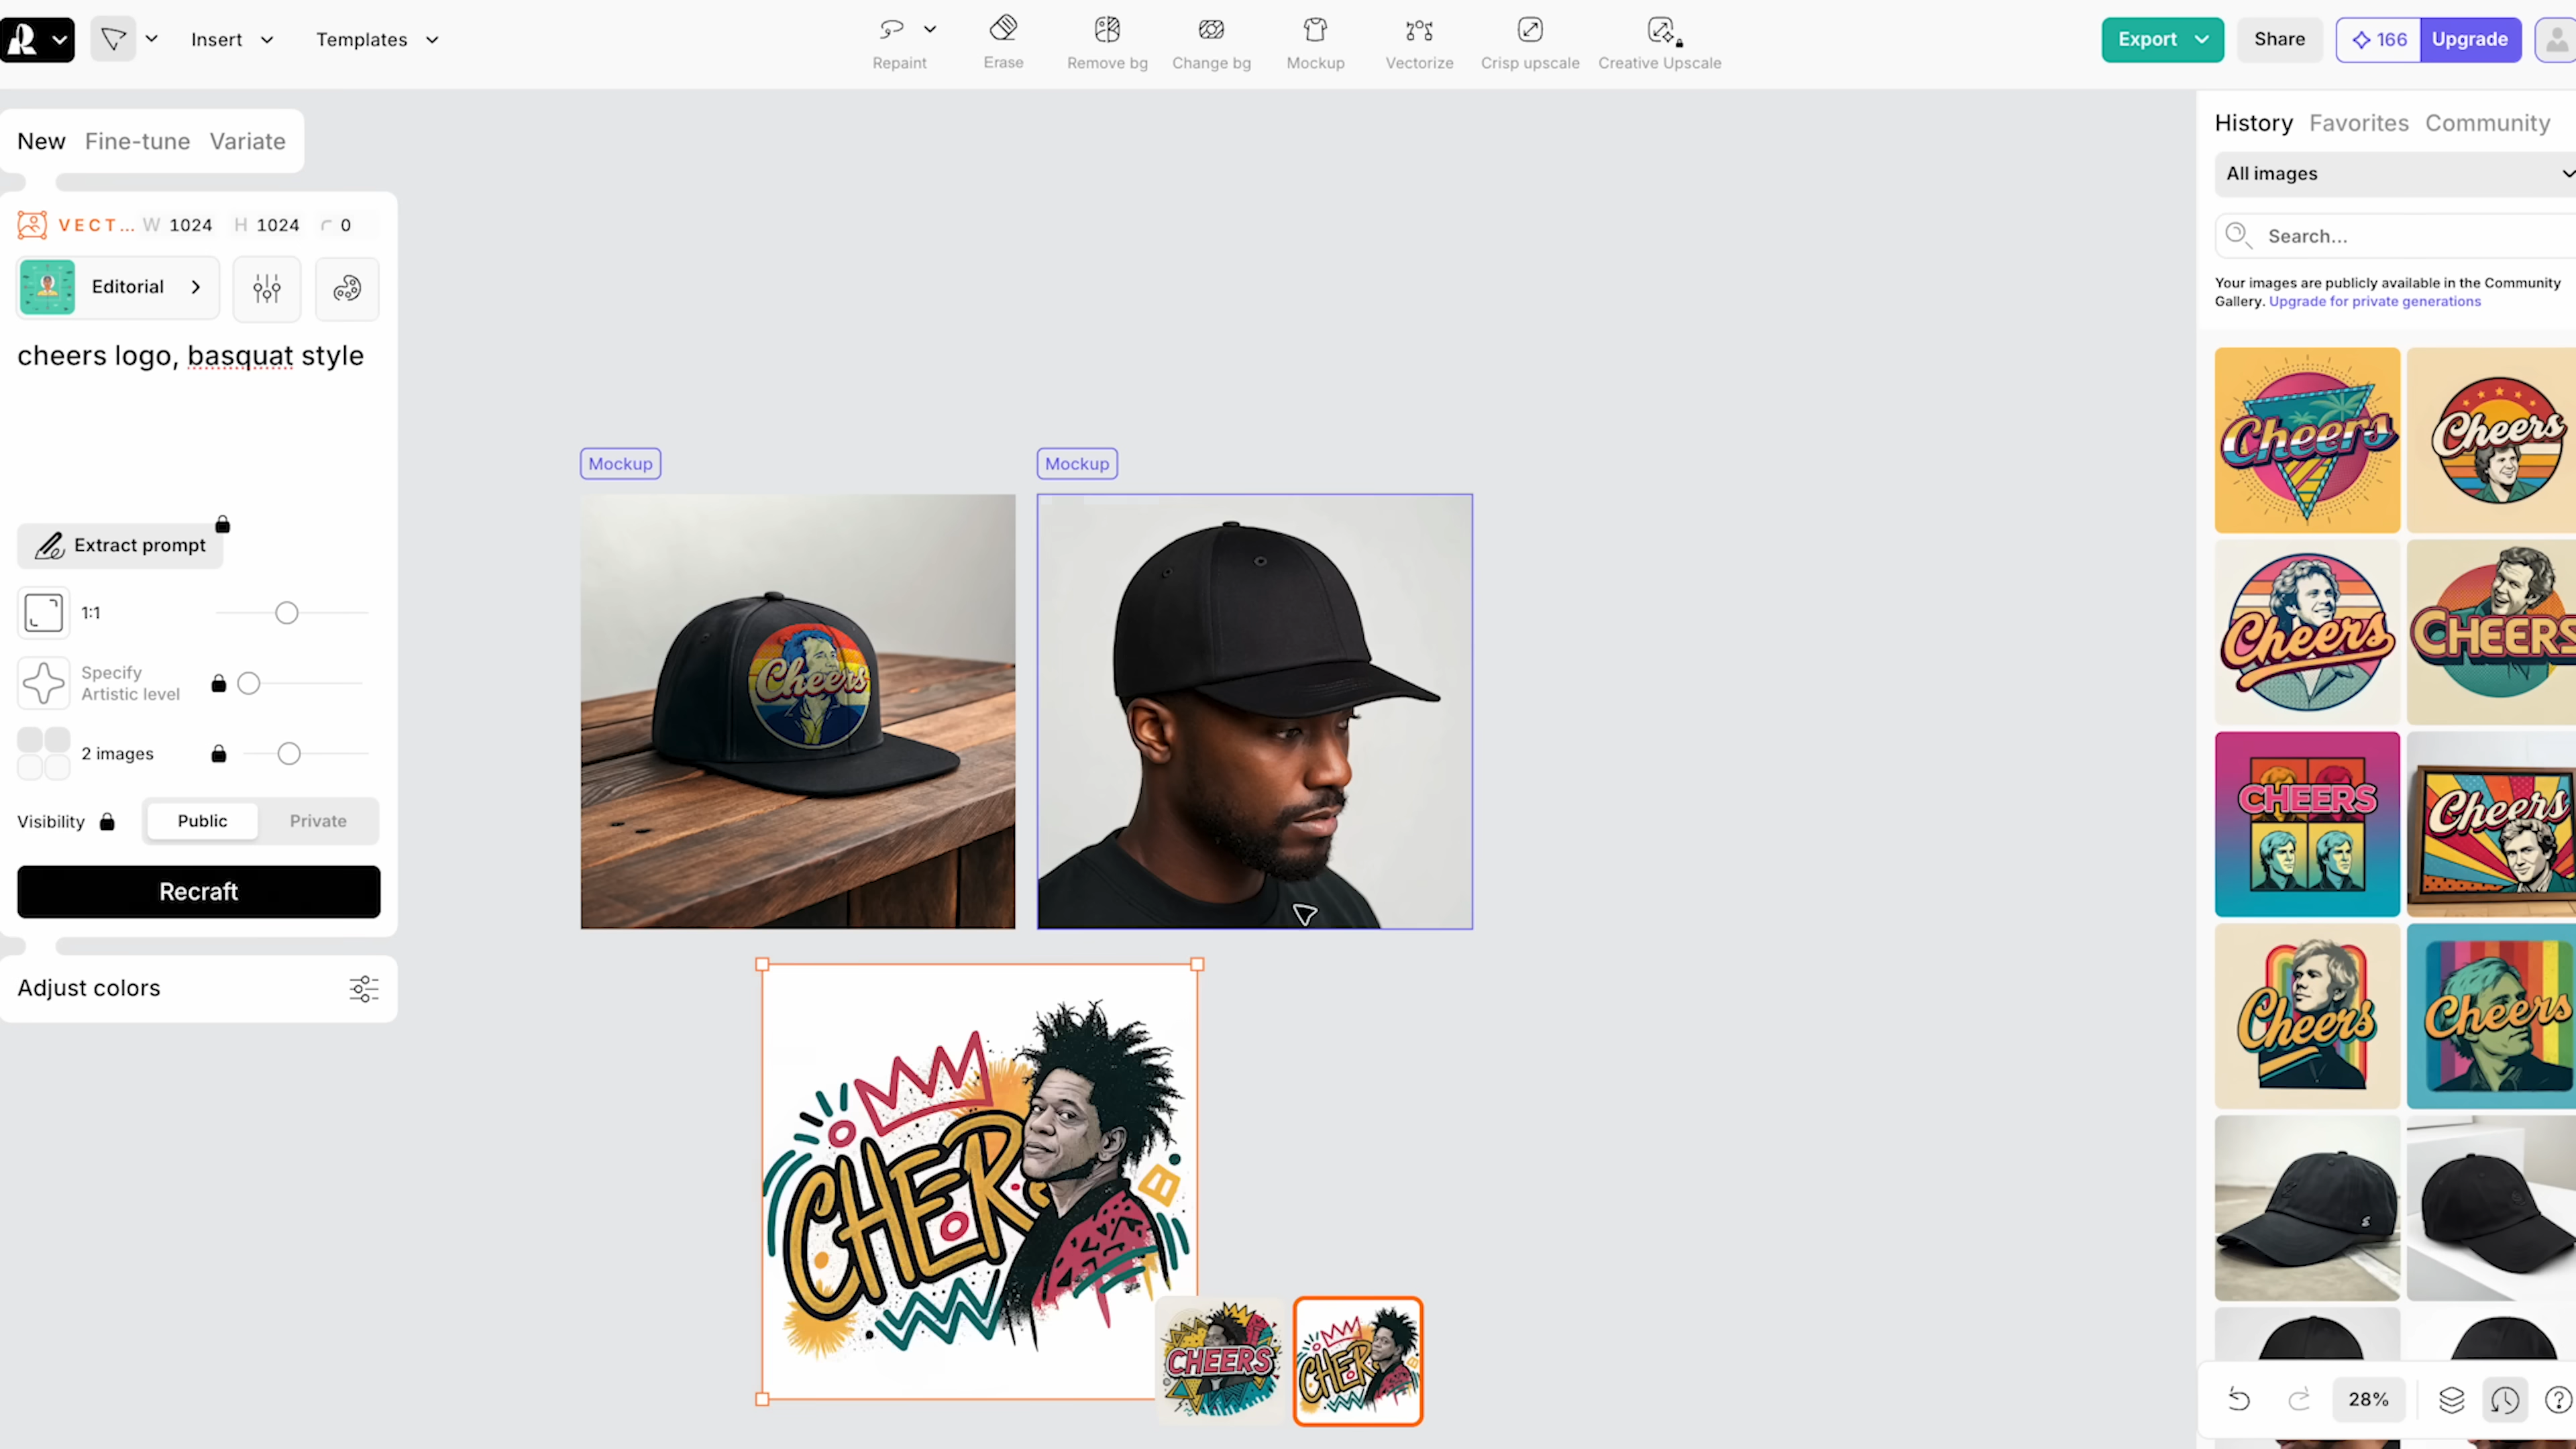 Insert
Templates
Repaint
Erase
Remove bg
Change bg
Mockup
Vectorize
Crisp upscale
Creative Upscale
Export
Share
166
Upgrade
New Fine-tune Variate
VECT... W 1024 H 1024 0
Editorial
cheers logo, basquat style
Extract prompt
1:1
Specify
Artistic level
2 images
Visibility
Public
Private
Recraft
Adjust colors
Mockup
Mockup
Cheers
CHER
CHEERS
CHER
History Favorites Community
All images
Search...
Your images are publicly available in the Community
Gallery. Upgrade for private generations
Cheers
Cheers
Cheers
CHEERS
CHEERS
Cheers
Cheers
Cheers
28%